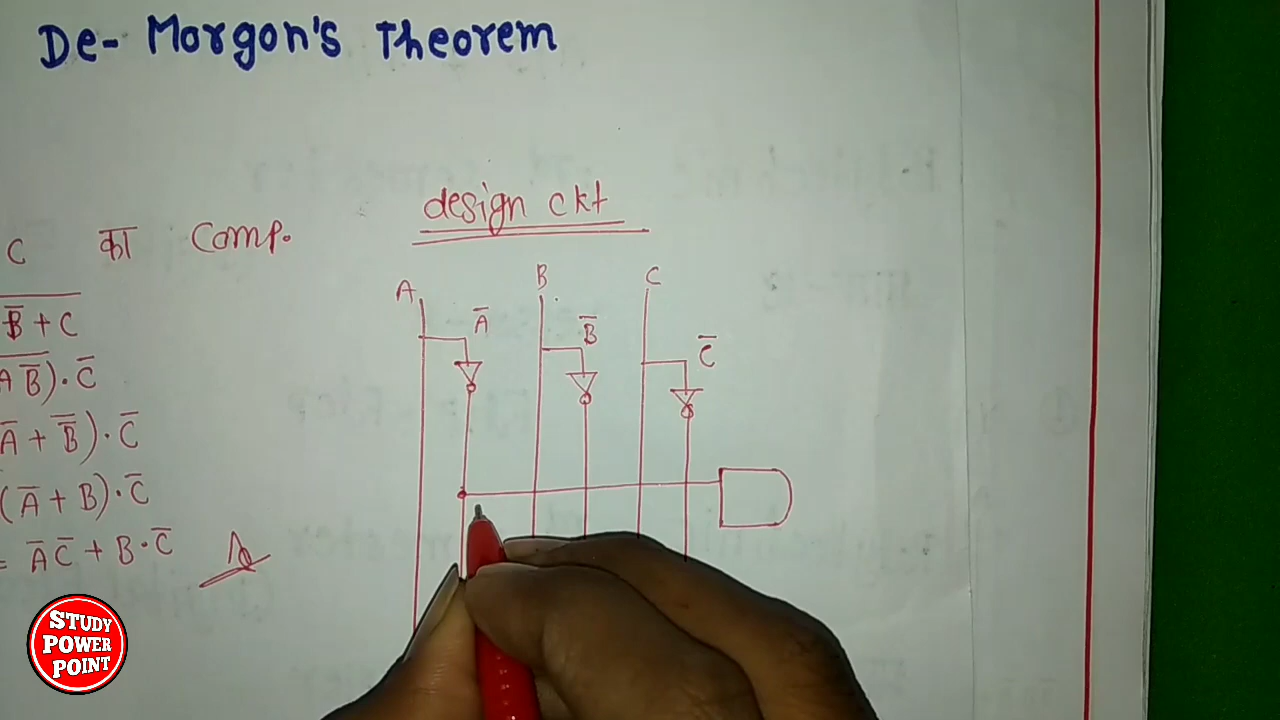 De- Morgon's Theorem
design ckt
C का Comp.
A B C
A̅ B̅ C̅
B̅ + C
A B̅)·C̅
A̅ + B̿)·C̅
(A̅ + B)·C̅
= A̅C̅ + B·C̅
STUDY
POWER
POINT